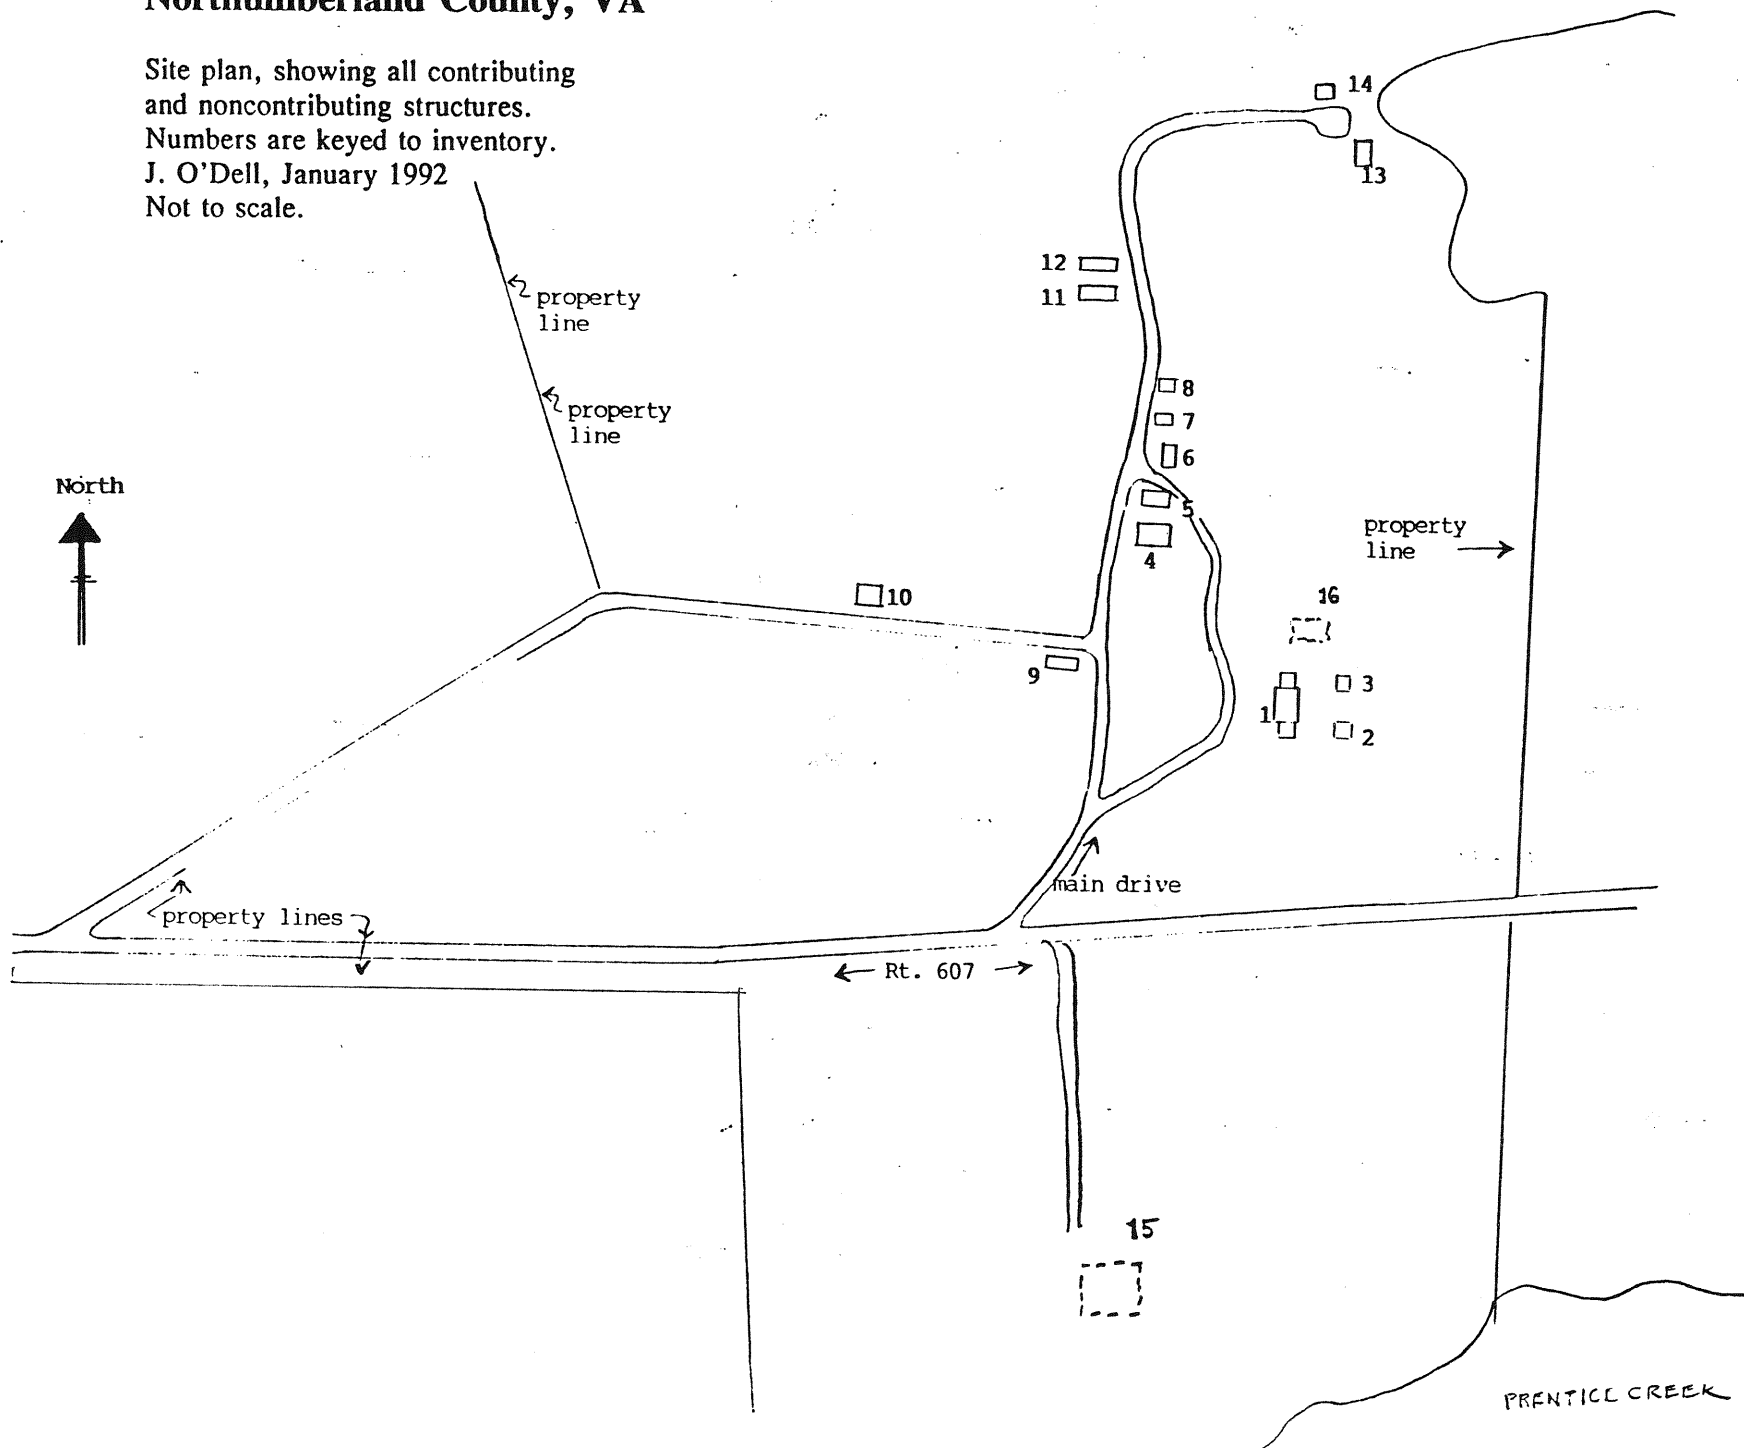 Northumberland County, VA
Site plan, showing all contributing
and noncontributing structures.
Numbers are keyed to inventory.
J. O'Dell, January 1992
Not to scale.
14
13
12
11
property
line
8
7
property
line
6
North
5
property
line
4
10
16
9
3
1
2
main drive
property lines
Rt. 607
15
PRENTICE CREEK